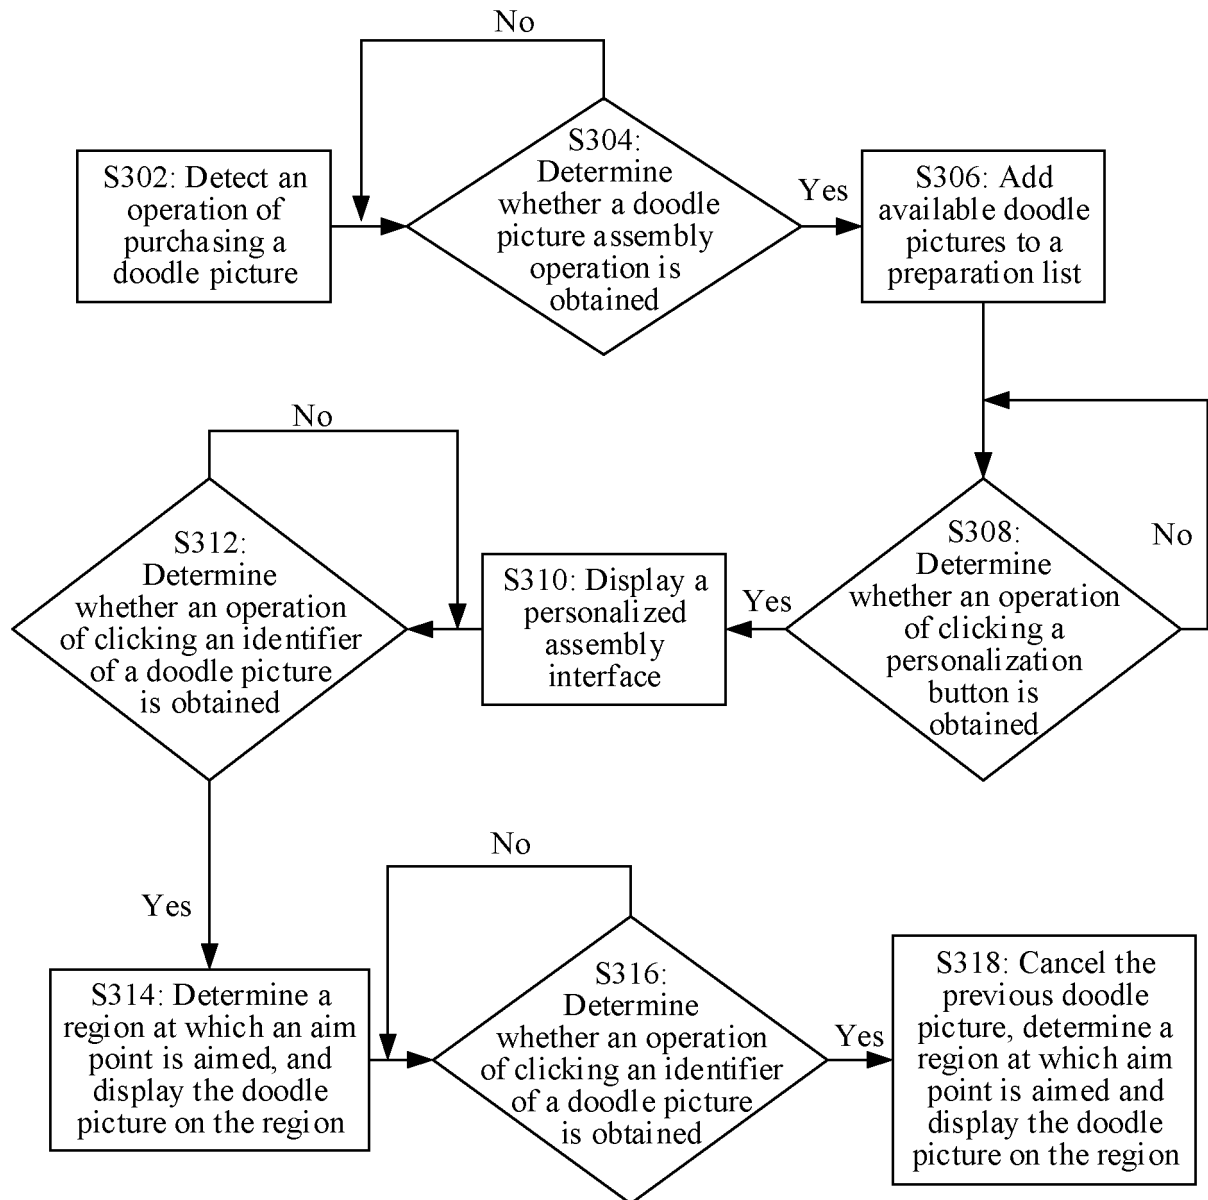 No
S302: Detect an
operation of
purchasing a
doodle picture
S304:
Determine
whether a doodle
picture assembly
operation is
obtained
Yes
S306: Add
available doodle
pictures to a
preparation list
No
S308:
Determine
whether an operation
of clicking a
personalization
button is
obtained
Yes
S310: Display a
personalized
assembly
interface
No
S312:
Determine
whether an operation
of clicking an identifier
of a doodle picture
is obtained
Yes
S314: Determine a
region at which an aim
point is aimed, and
display the doodle
picture on the region
No
S316:
Determine
whether an operation
of clicking an identifier
of a doodle picture
is obtained
Yes
S318: Cancel the
previous doodle
picture, determine a
region at which aim
point is aimed and
display the doodle
picture on the region